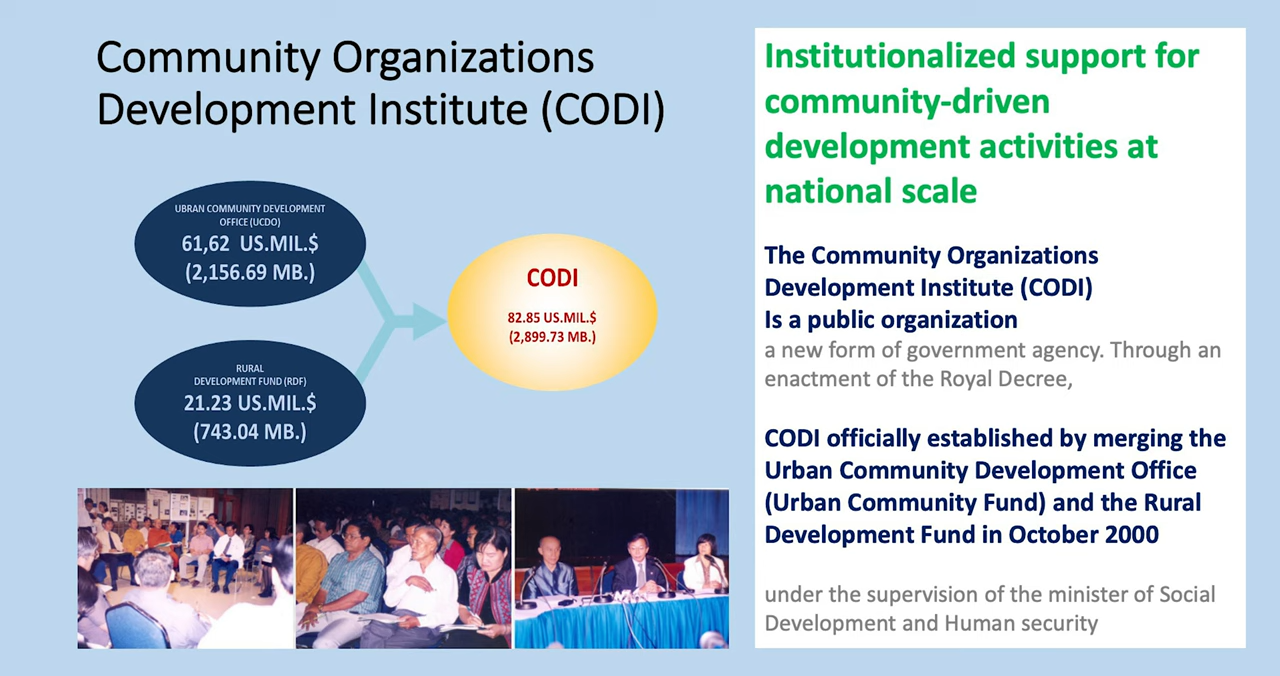 Community Organizations
Development Institute (CODI)
UBRAN COMMUNITY DEVELOPMENT
OFFICE (UCDO)
61,62 US.MIL.$
(2,156.69 MB.)
RURAL
DEVELOPMENT FUND (RDF)
21.23 US.MIL.$
(743.04 MB.)
CODI
82.85 US.MIL.$
(2,899.73 MB.)
Institutionalized support for
community-driven
development activities at
national scale
The Community Organizations
Development Institute (CODI)
Is a public organization
a new form of government agency. Through an
enactment of the Royal Decree,
CODI officially established by merging the
Urban Community Development Office
(Urban Community Fund) and the Rural
Development Fund in October 2000
under the supervision of the minister of Social
Development and Human security